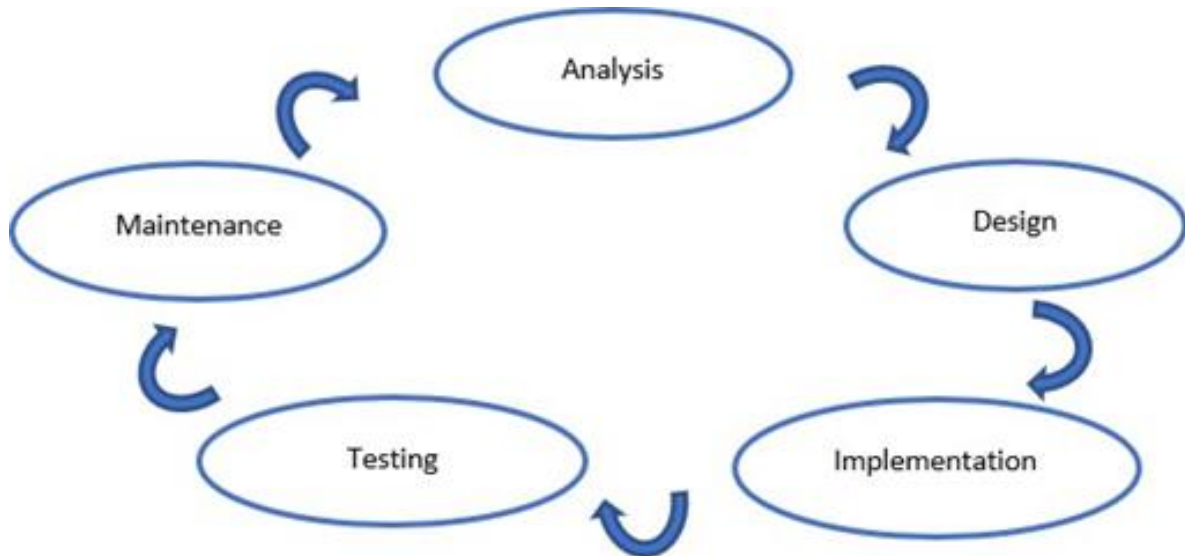 Analysis
Maintenance
Design
Testing
Implementation